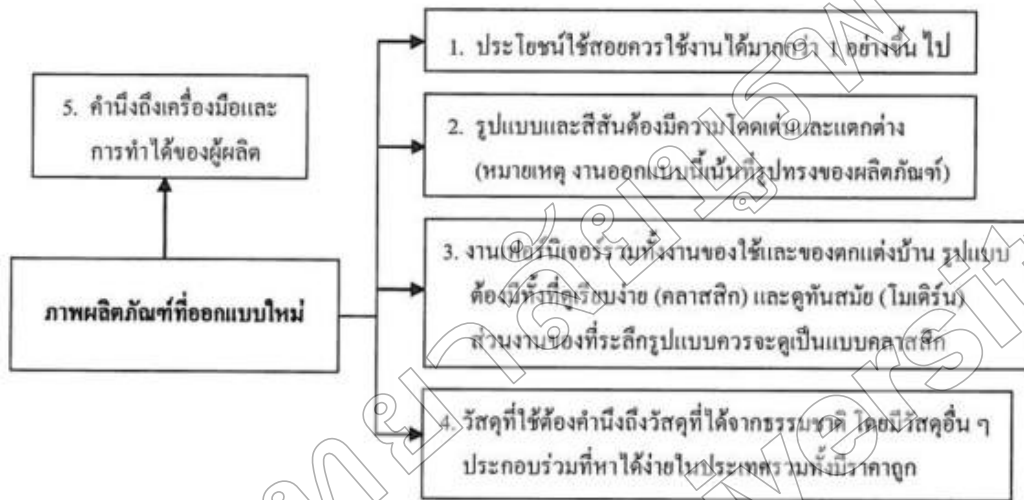 1. ประโยชน์ใช้สอยควรใช้งานได้มากกว่า 1 อย่างขึ้น ไป
5. คำนึงถึงเครื่องมือและ
การทำได้ของผู้ผลิต
2. รูปแบบและสีสันต้องมีความโดดเด่นและแตกต่าง
(หมายเหตุ งานออกแบบนี้เน้นที่รูปทรงของผลิตภัณฑ์)
ภาพผลิตภัณฑ์ที่ออกแบบใหม่
3. งานเฟอร์นิเจอร์รวมทั้งงานของใช้และของตกแต่งบ้าน รูปแบบ
ต้องมีทั้งที่ดูเรียบง่าย (คลาสสิก) และดูทันสมัย (โมเดิร์น)
ส่วนงานของที่ระลึกรูปแบบควรจะดูเป็นแบบคลาสสิก
4. วัสดุที่ใช้ต้องคำนึงถึงวัสดุที่ได้จากธรรมชาติ โดยมีวัสดุอื่น ๆ
ประกอบร่วมที่หาได้ง่ายในประเทศรวมทั้งมีราคาถูก